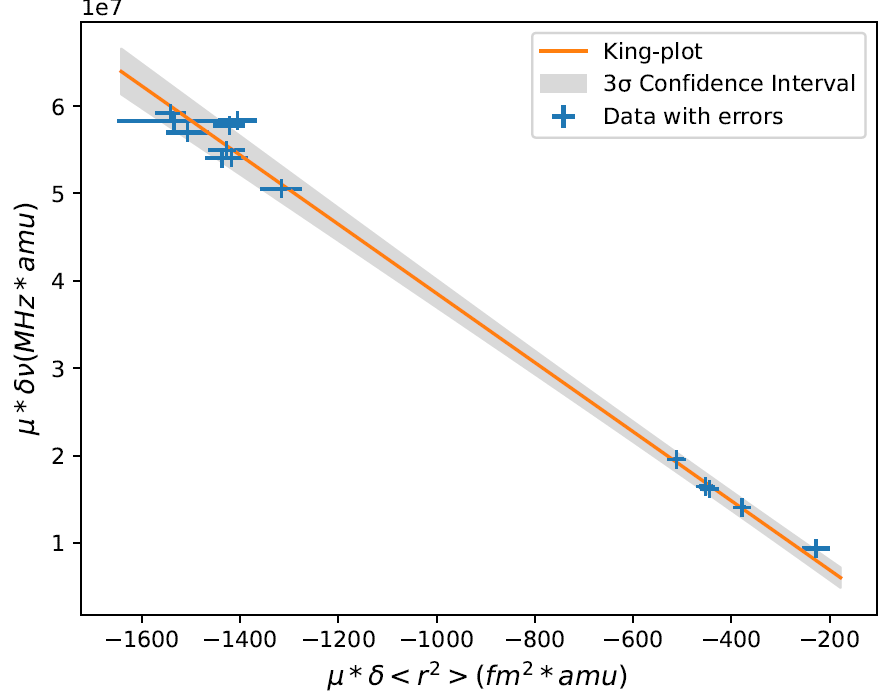 1e7
King-plot
3σ Confidence Interval
Data with errors
6
5
4
3
2
1
μ * δν(MHz * amu)
−1600 −1400 −1200 −1000 −800 −600 −400 −200
μ * δ < r² > (fm² * amu)